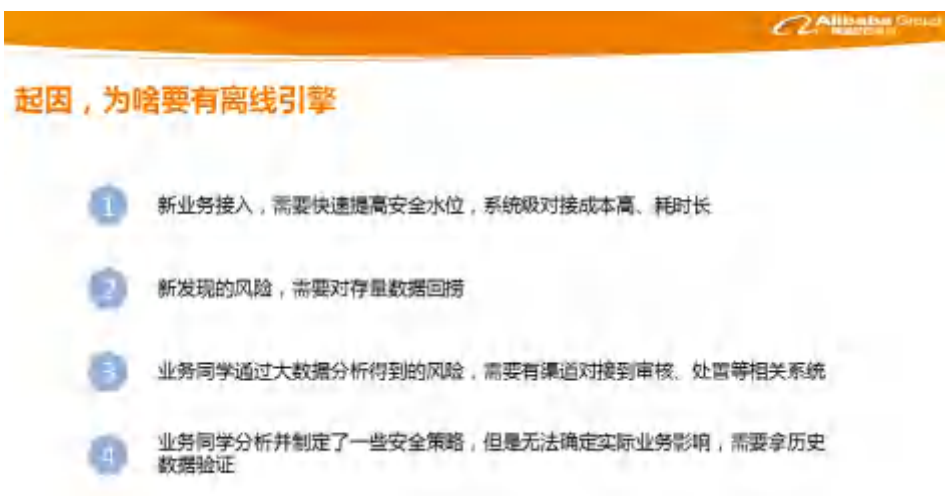 Alibaba Group
起因，为啥要有离线引擎
1
新业务接入，需要快速提高安全水位，系统级对接成本高、耗时长
2
新发现的风险，需要对存量数据回捞
3
业务同学通过大数据分析得到的风险，需要有渠道对接到审核、处置等相关系统
4
业务同学分析并制定了一些安全策略，但是无法确定实际业务影响，需要拿历史
数据验证